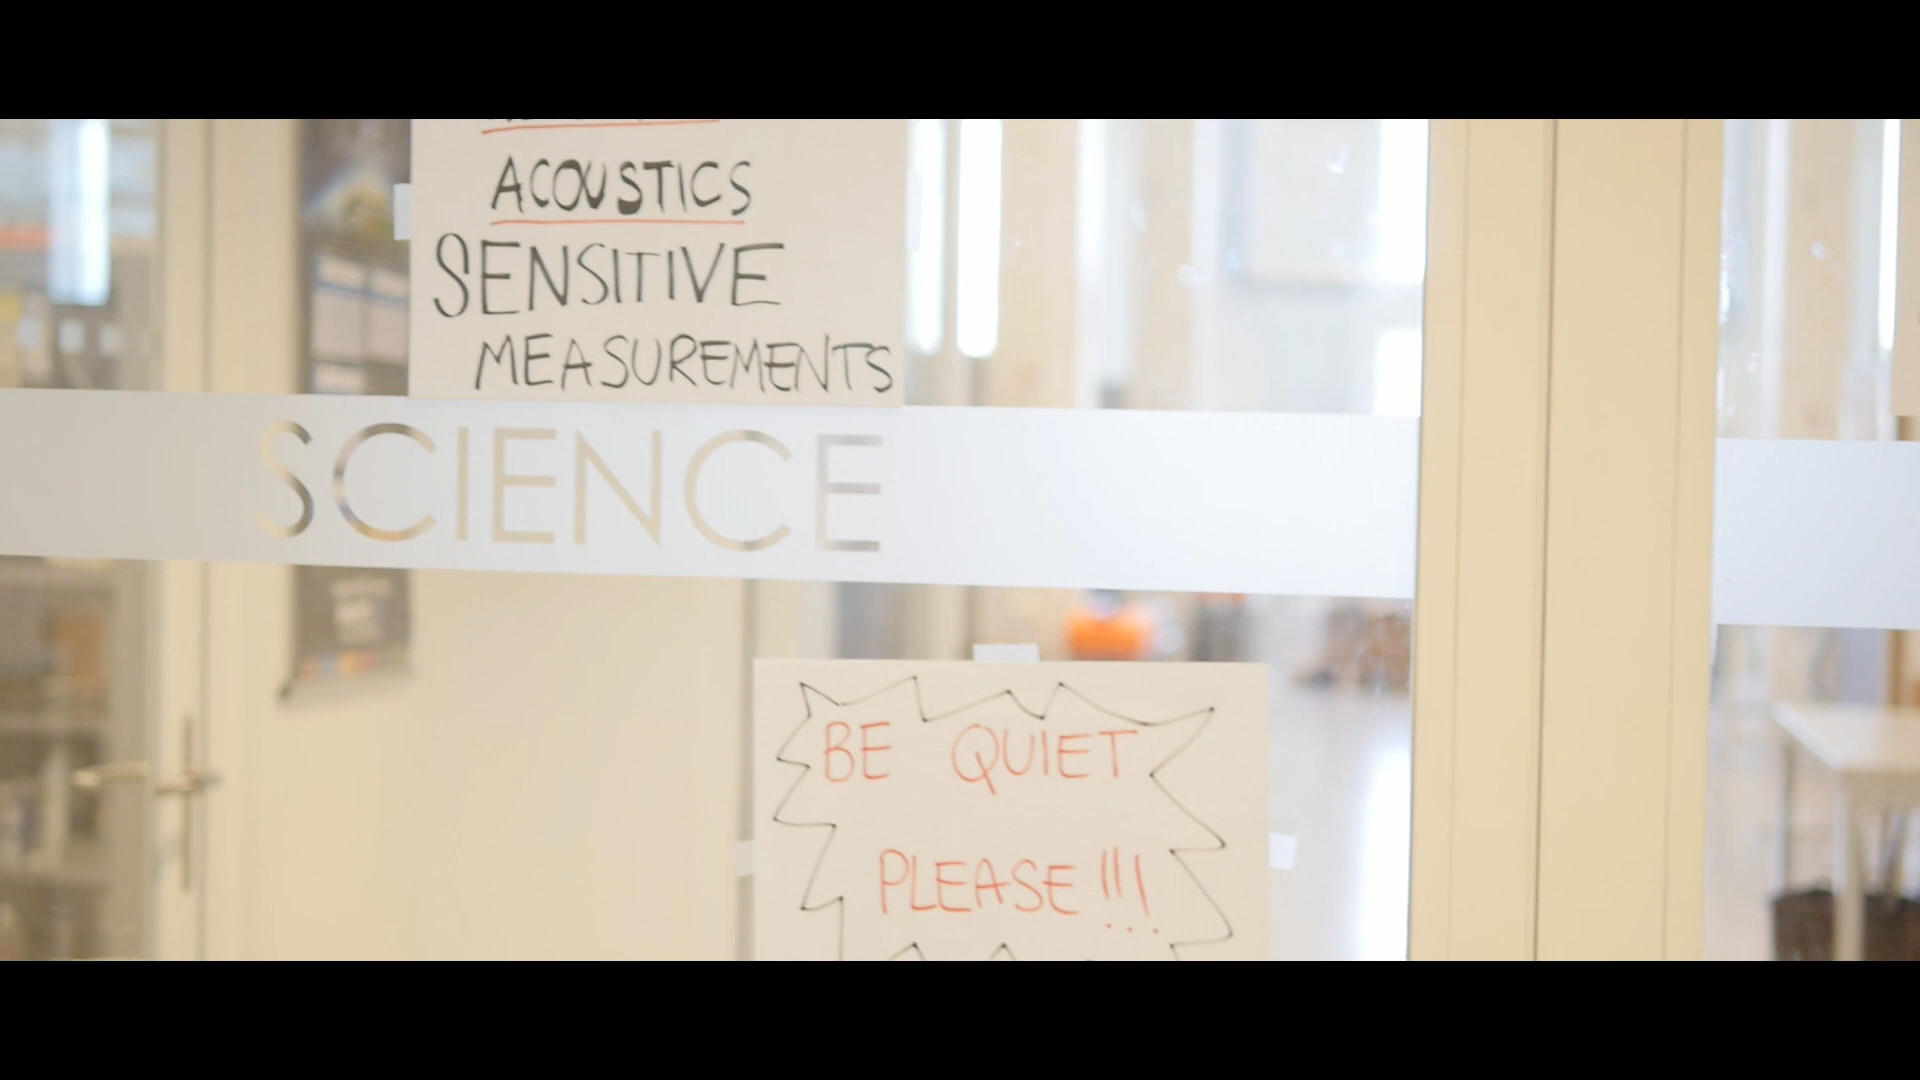 ACOUSTICS
SENSITIVE
MEASUREMENTS
SCIENCE
BE QUIET
PLEASE !!!